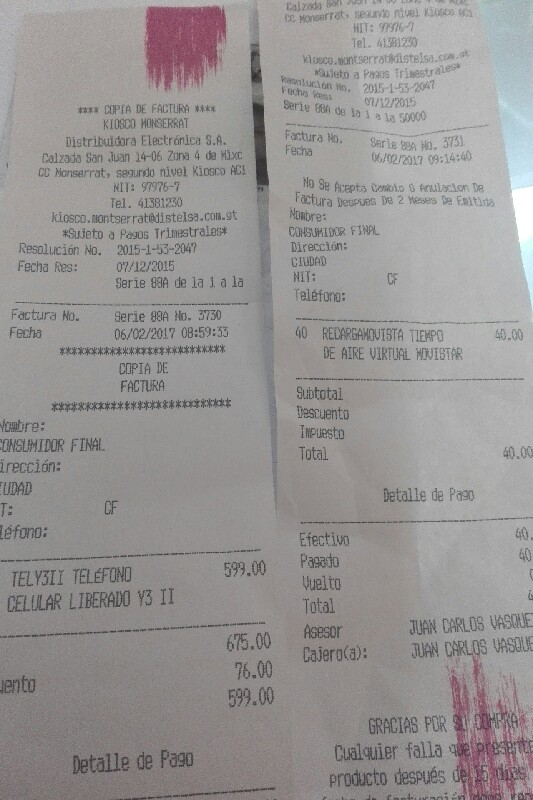 **** COPIA DE FACTURA ****
KIOSCO MONSERRAT
Distribuidora Electrónica S.A.
Calzada San Juan 14-06 Zona 4 de Mixc
CC Monserrat, segundo nivel Kiosco AC1
NIT: 97976-7
Tel. 41381230
kiosco.montserrat@distelsa.com.gt
*Sujeto a Pagos Trimestrales*
Resolución No. 2015-1-53-2047
Fecha Res: 07/12/2015
Serie 88A de la 1 a la
Factura No. Serie 88A No. 3730
Fecha 06/02/2017 08:59:33
**************************
COPIA DE
FACTURA
****************************
Nombre:
CONSUMIDOR FINAL
irección:
IUDAD
T: CF
léfono:
TELY3II TELéFONO 599.00
CELULAR LIBERADO Y3 II
675.00
uento 76.00
599.00
Detalle de Pago
Calzada San Juan 14-06 Zona 4 de Mixc
CC Monserrat, segundo nivel Kiosco AC1
NIT: 97976-7
Tel. 41381230
kiosco.montserrat@distelsa.com.gt
*Sujeto a Pagos Trimestrales*
Resolución No. 2015-1-53-2047
Fecha Res: 07/12/2015
Serie 88A de la 1 a la 50000
Factura No. Serie 88A No. 3731
Fecha 06/02/2017 09:14:40
No Se Acepta Cambio O Anulacion De
Factura Despues De 2 Meses De Emitida
Nombre:
CONSUMIDOR FINAL
Dirección:
CIUDAD
NIT: CF
Teléfono:
40 RECARGAMOVISTA TIEMPO 40.00
DE AIRE VIRTUAL MOVISTAR
Subtotal
Descuento
Impuesto
Total 40.00
Detalle de Pago
Efectivo 40.
Pagado 40
Vuelto
Total
Asesor JUAN CARLOS VASQUE
Cajero(a): JUAN CARLOS VASQUE
GRACIAS POR SU COMPRA
Cualquier falla que presente
producto después de 15 días